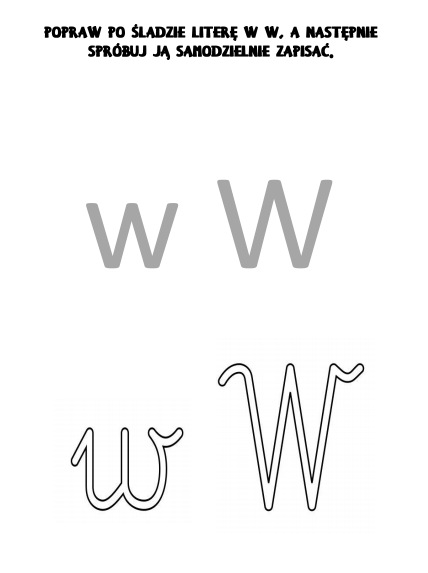 POPRAW PO ŚLADZIE LITERĘ W W, A NASTĘPNIE
SPRÓBUJ JĄ SAMODZIELNIE ZAPISAĆ.
w W
w W